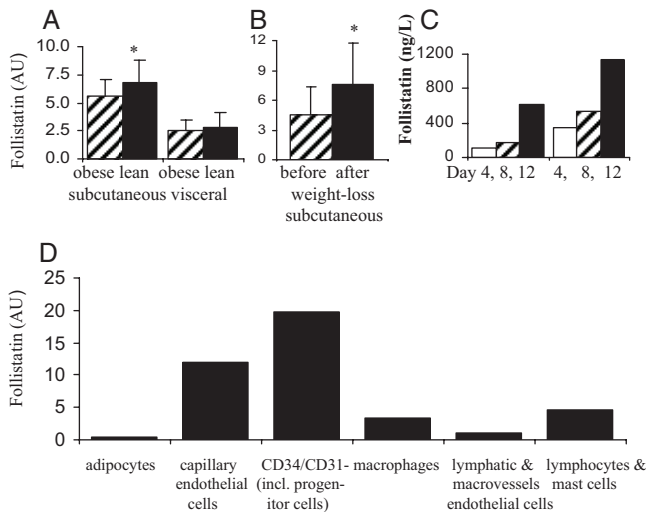 A
Follistatin (AU)
10.0
7.5
5.0
2.5
0.0
*
obese lean obese lean
subcutaneous visceral
B
12
9
6
3
0
*
before after
weight-loss
subcutaneous
C
Follistatin (ng/L)
1200
800
400
0
Day 4, 8, 12 4, 8, 12
D
Follistatin (AU)
25
20
15
10
5
0
adipocytes
capillary
endothelial
cells
CD34/CD31-
(incl. progen-
itor cells)
macrophages
lymphatic &
macrovessels
endothelial cells
lymphocytes &
mast cells